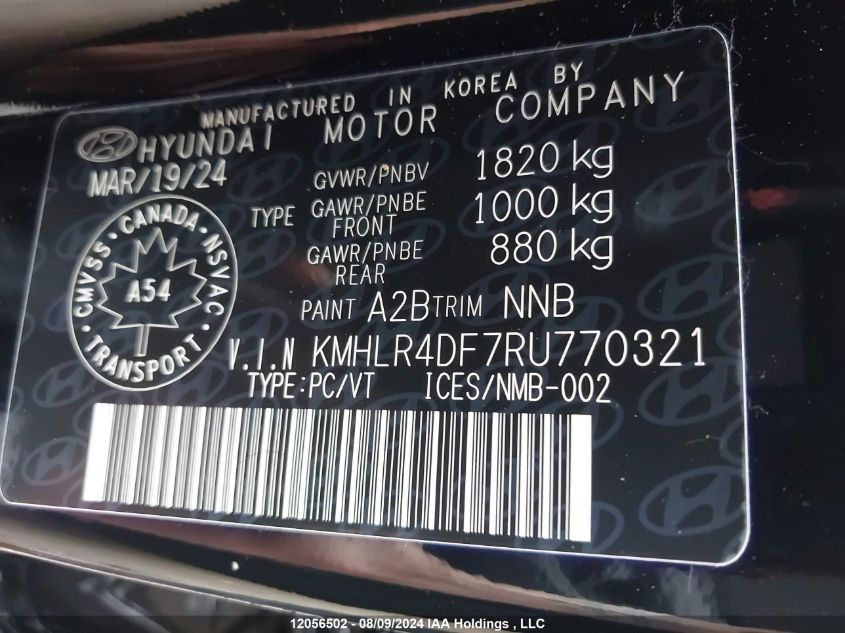 MANUFACTURED IN KOREA BY
HYUNDAI MOTOR COMPANY
MAR/19/24
GVWR/PNBV 1820 kg
TYPE GAWR/PNBE FRONT 1000 kg
GAWR/PNBE REAR 880 kg
CMVSS · CANADA · NSVAC
A54
· TRANSPORT ·
PAINT A2B TRIM NNB
V.I.N KMHLR4DF7RU770321
TYPE:PC/VT ICES/NMB-002
12056502 - 08/09/2024 IAA Holdings , LLC